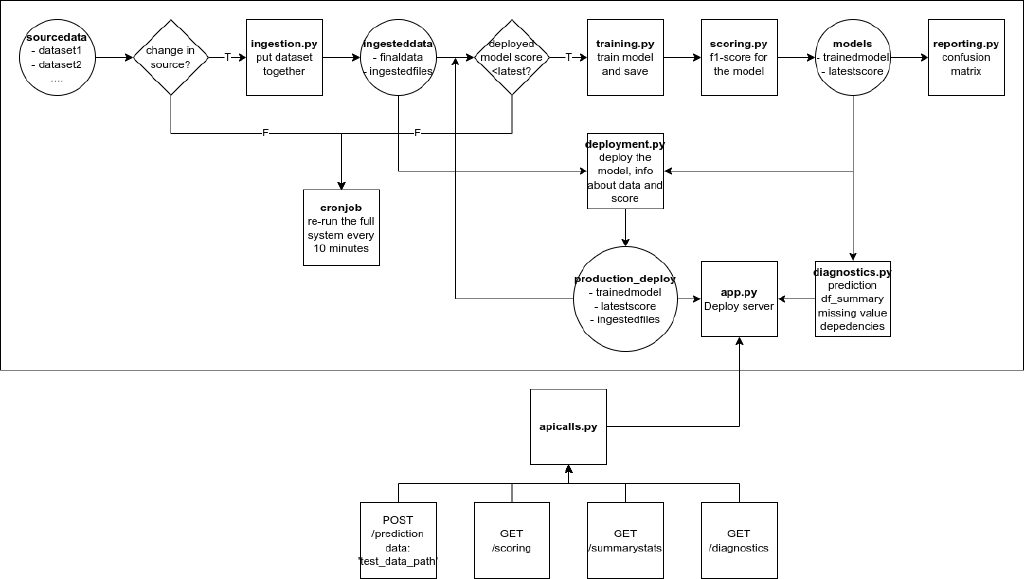 sourcedata
- dataset1
- dataset2
....
change in
source?
T
ingestion.py
put dataset
together
ingesteddata
- finaldata
- ingestedfiles
deployed
model score
<latest?
T
training.py
train model
and save
scoring.py
f1-score for
the model
models
- trainedmodel
- latestscore
reporting.py
confusion
matrix
F
F
deployment.py
deploy the
model, info
about data and
score
cronjob
re-run the full
system every
10 minutes
production_deploy
- trainedmodel
- latestscore
- ingestedfiles
app.py
Deploy server
diagnostics.py
prediction
df_summary
missing value
depedencies
apicalls.py
POST
/prediction
data:
'test_data_path'
GET
/scoring
GET
/summarystats
GET
/diagnostics